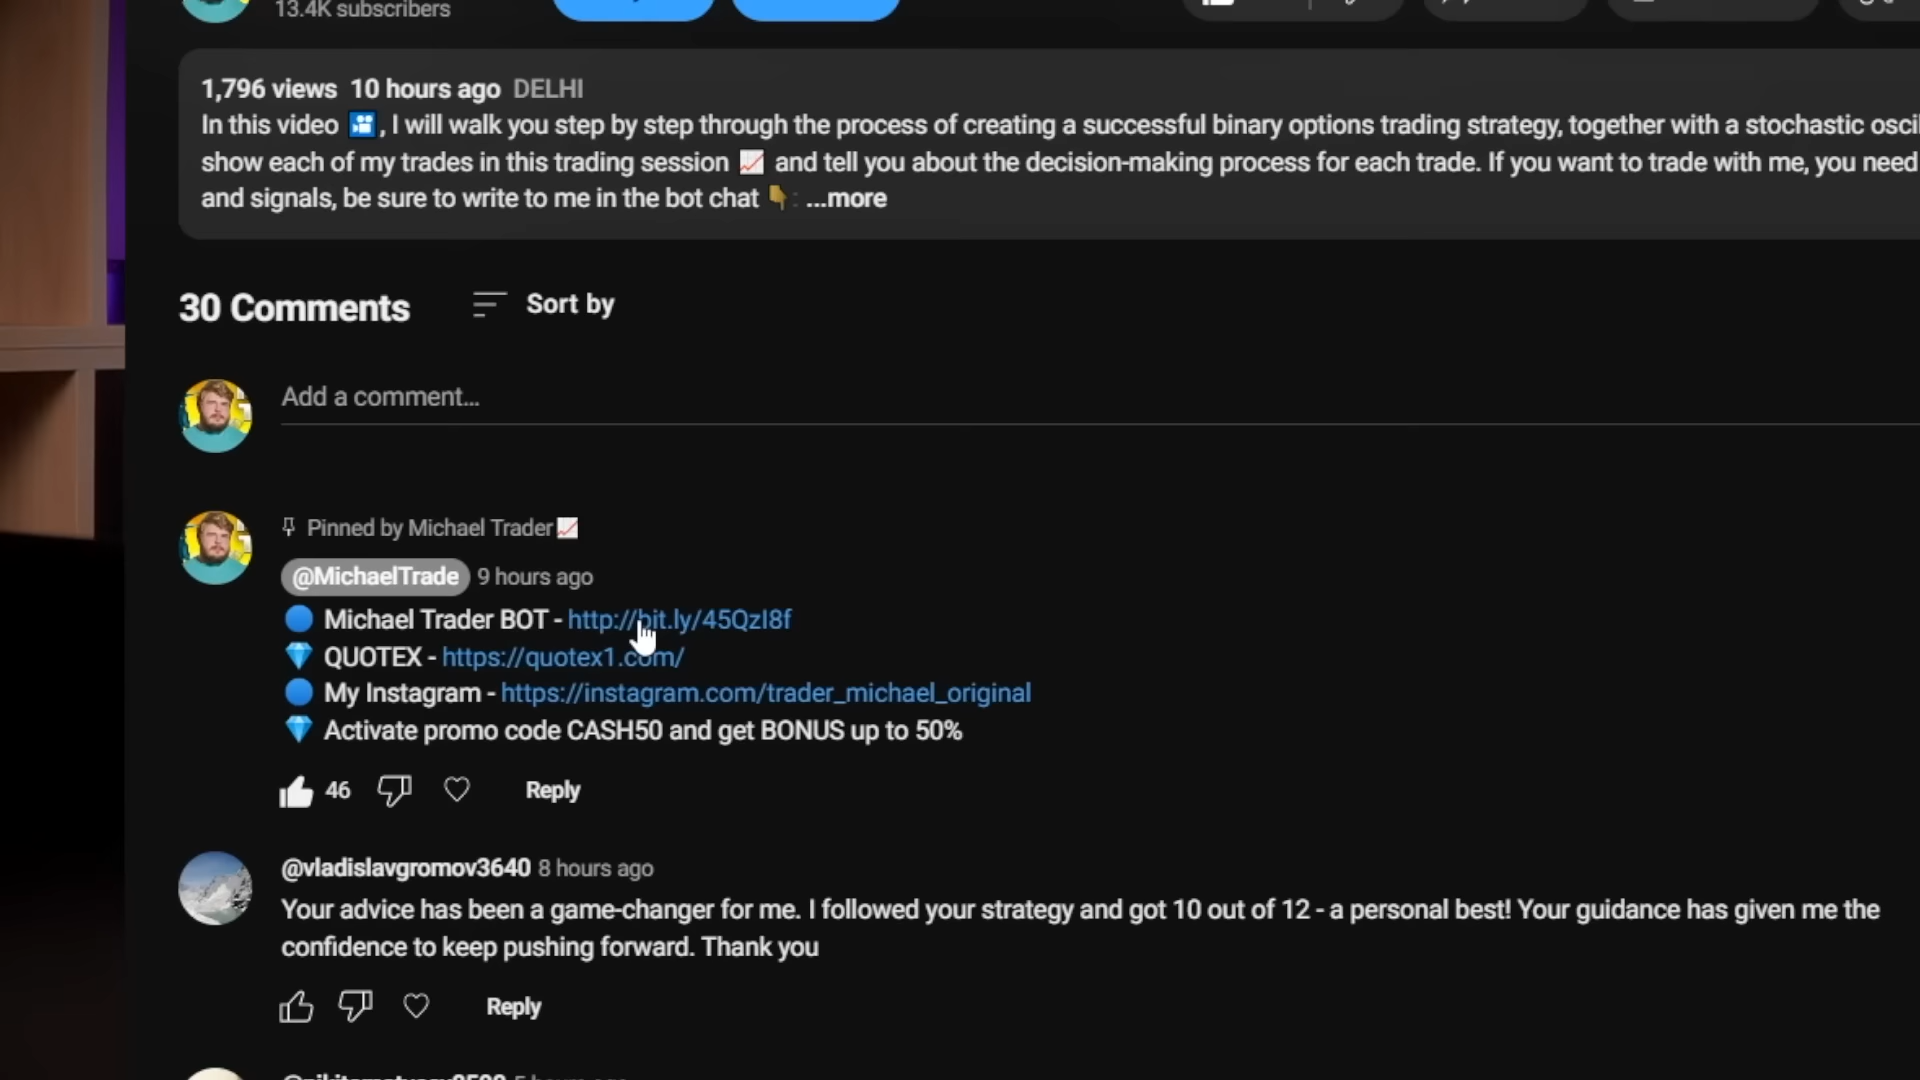 13.4K subscribers
1,796 views 10 hours ago DELHI
In this video 🎦, I will walk you step by step through the process of creating a successful binary options trading strategy, together with a stochastic
show each of my trades in this trading session 📈 and tell you about the decision-making process for each trade. If you want to trade with me, you need
and signals, be sure to write to me in the bot chat 👇: ...more
30 Comments
Sort by
Add a comment...
Pinned by Michael Trader📈
@MichaelTrade 9 hours ago
🔵 Michael Trader BOT - http://bit.ly/45QzI8f
💎 QUOTEX - https://quotex1.com/
🔵 My Instagram - https://instagram.com/trader_michael_original
💎 Activate promo code CASH50 and get BONUS up to 50%
46
Reply
@vladislavgromov3640 8 hours ago
Your advice has been a game-changer for me. I followed your strategy and got 10 out of 12 - a personal best! Your guidance has given me the
confidence to keep pushing forward. Thank you
Reply